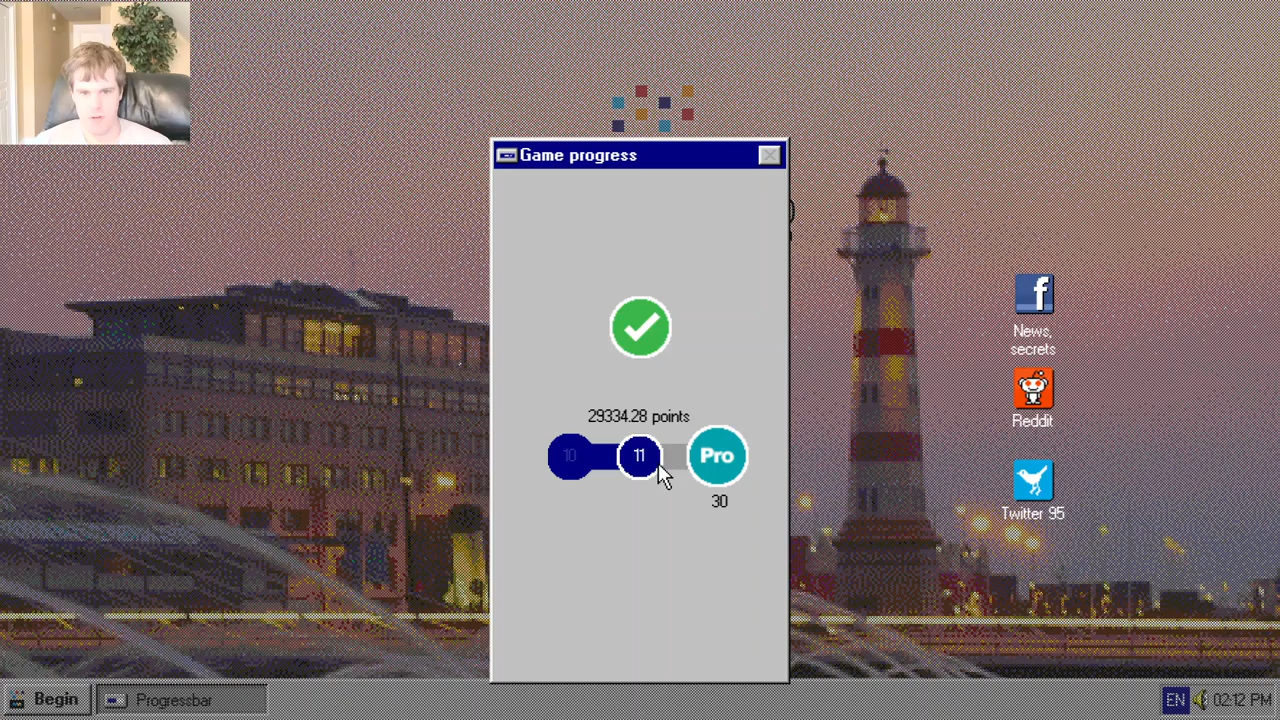 Game progress
29334.28 points
10
11
Pro
30
f
News,
secrets
Reddit
Twitter 95
Begin
Progressbar
EN
02:12 PM